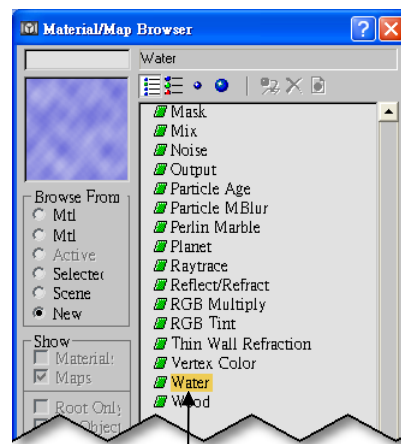 Material/Map Browser
Water
Mask
Mix
Noise
Output
Particle Age
Particle MBlur
Perlin Marble
Planet
Raytrace
Reflect/Refract
RGB Multiply
RGB Tint
Thin Wall Refraction
Vertex Color
Water
Wood
Browse From
Mtl
Mtl
Active
Selected
Scene
New
Show
Materials
Maps
Root Only
Object